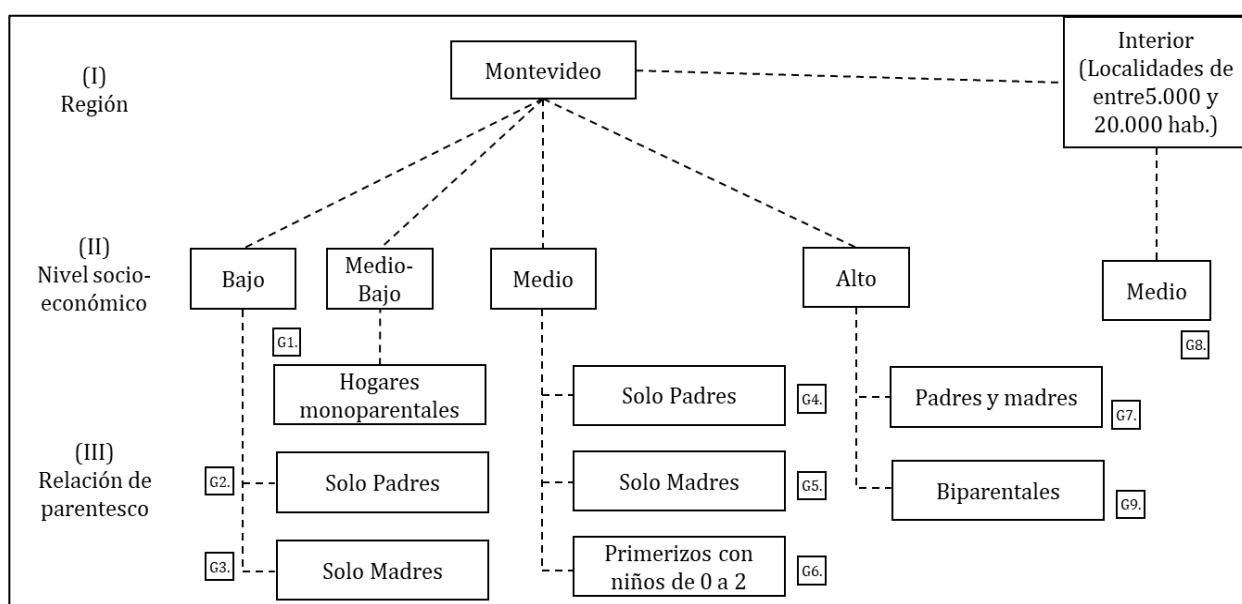 (I)
Región
Montevideo
Interior
(Localidades de
entre5.000 y
20.000 hab.)
(II)
Nivel socio-
económico
Bajo
Medio-
Bajo
Medio
Alto
Medio
G1.
G8.
Hogares
monoparentales
Solo Padres
G4.
Padres y madres
G7.
(III)
Relación de
parentesco
G2.
Solo Padres
Solo Madres
G5.
Biparentales
G9.
G3.
Solo Madres
Primerizos con
niños de 0 a 2
G6.